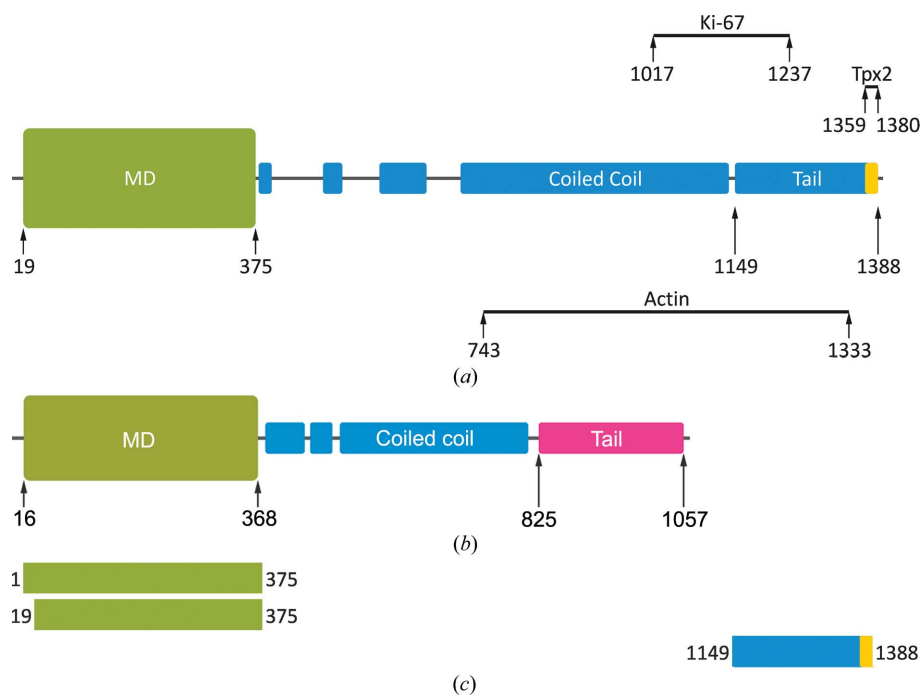 Ki-67
1017 1237
Tpx2
1359 1380
MD Coiled Coil Tail
19 375 1149 1388
Actin
743 1333
(a)
MD Coiled coil Tail
16 368 825 1057
(b)
1 375
19 375
1149 1388
(c)